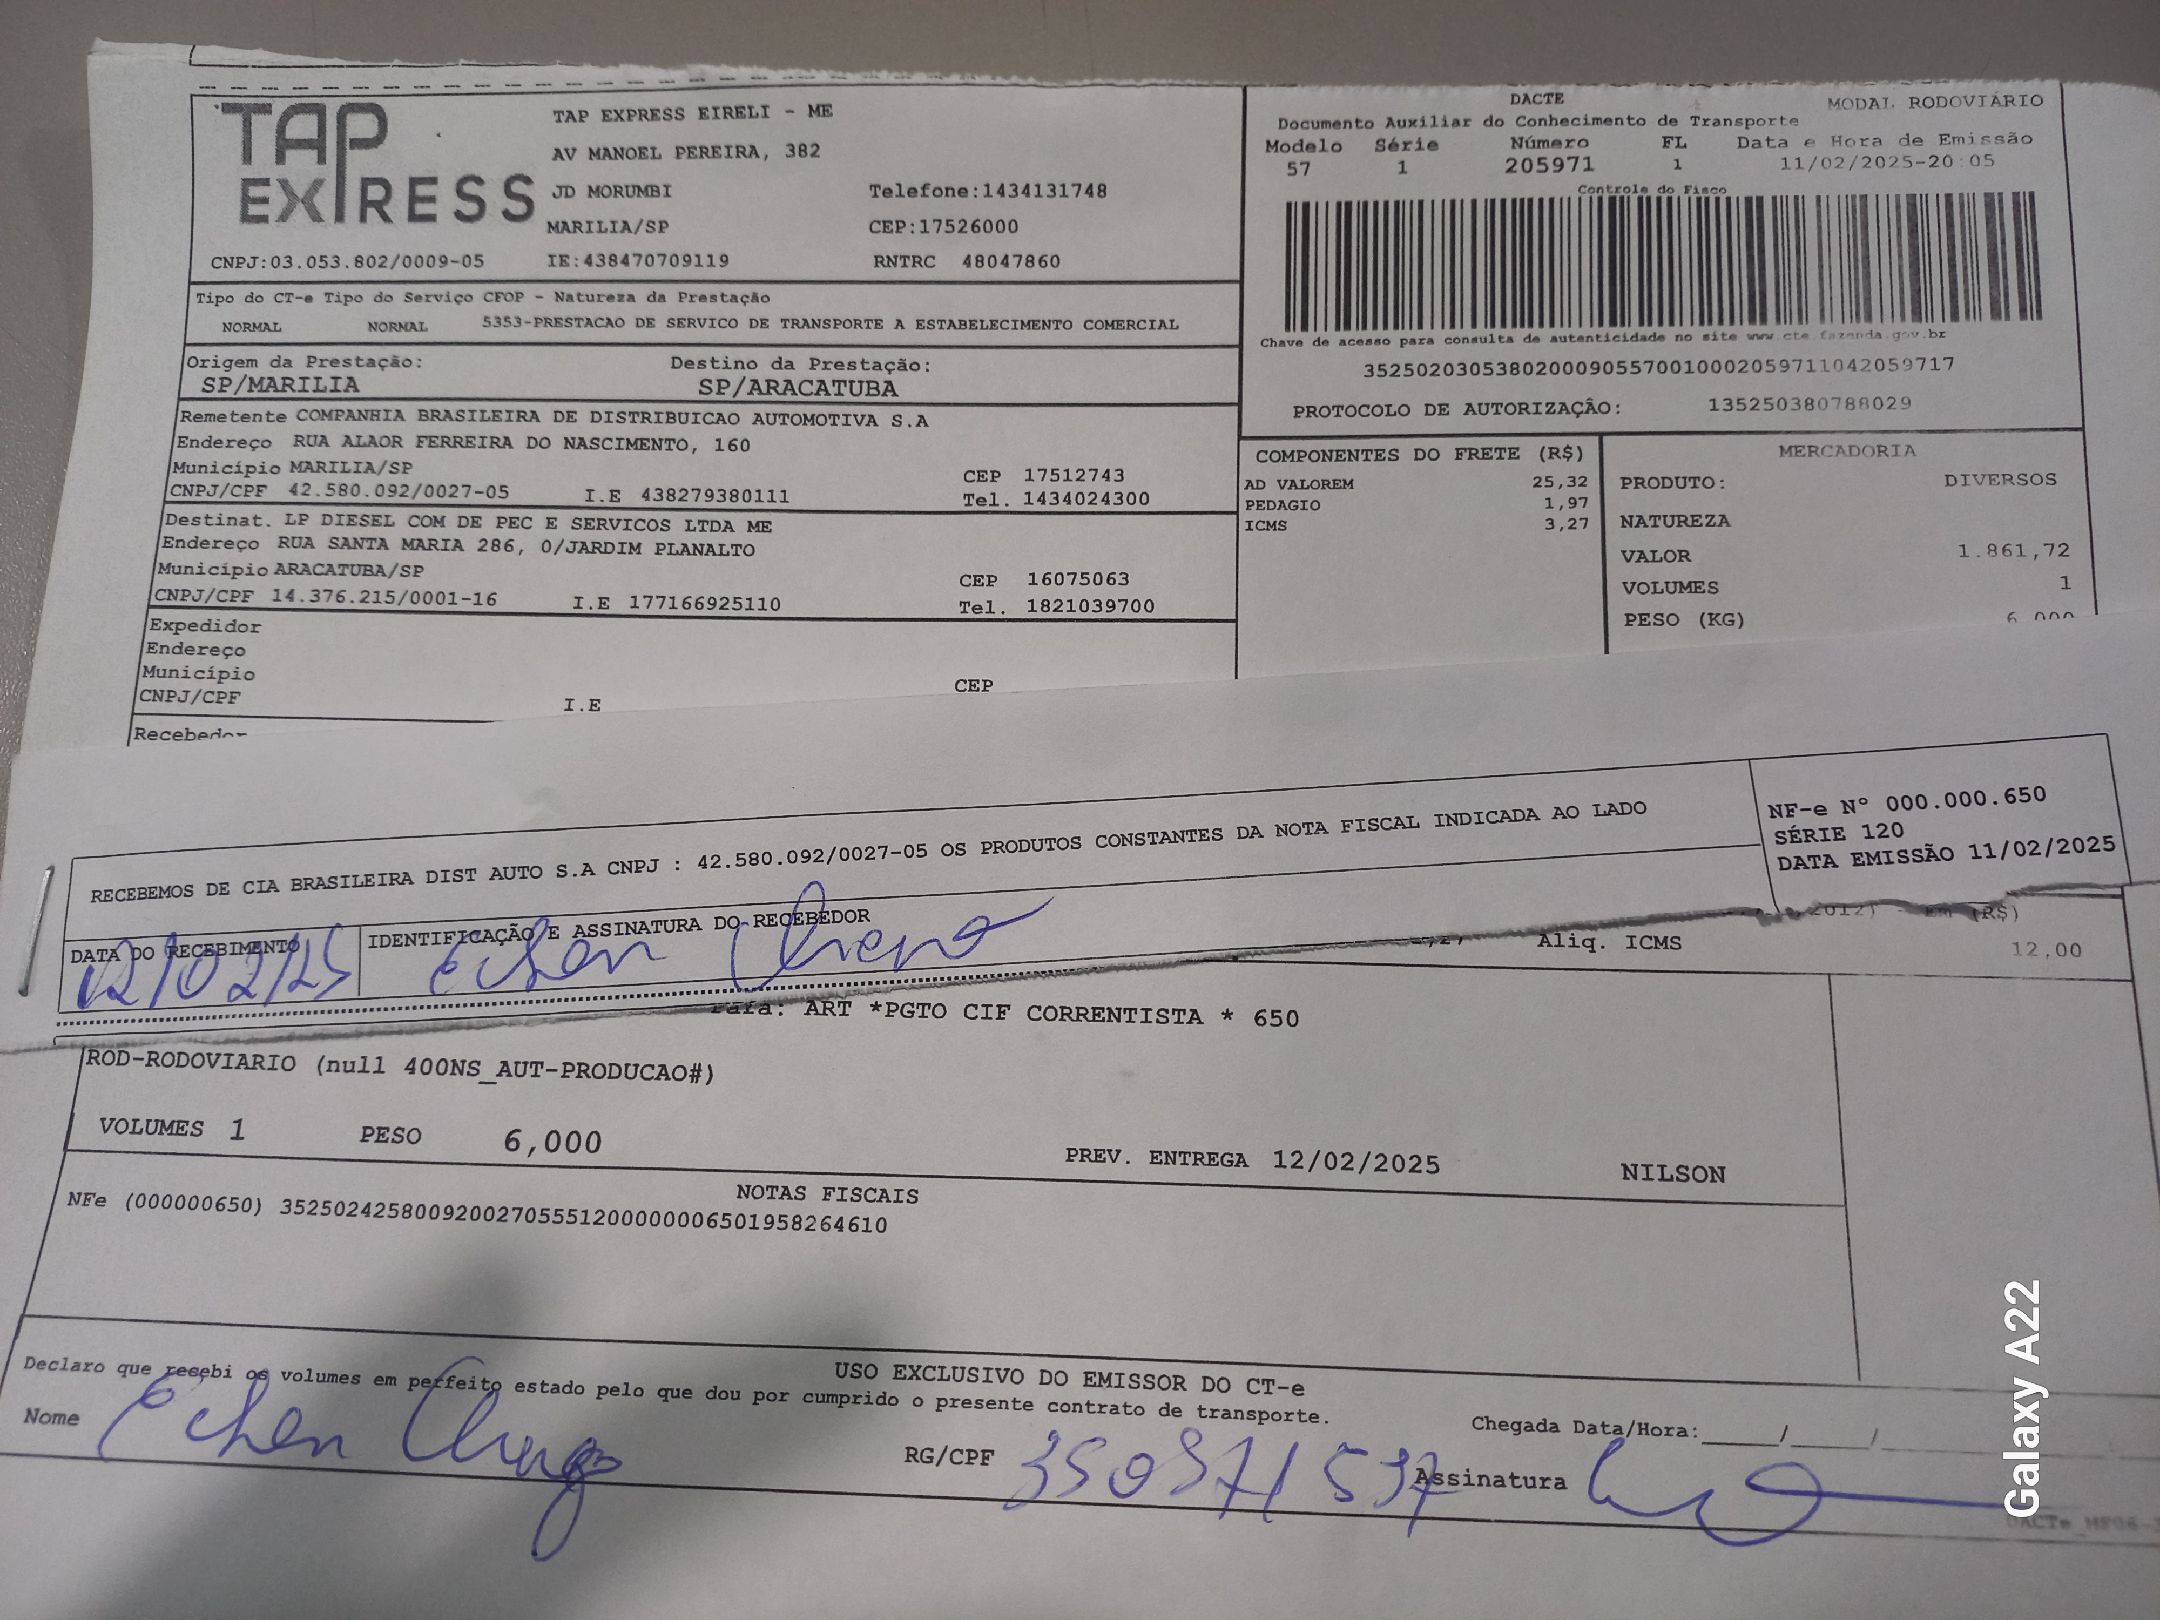 TAP EXPRESS
TAP EXPRESS EIRELI - ME
AV MANOEL PEREIRA, 382
JD MORUMBI Telefone:1434131748
MARILIA/SP CEP:17526000
CNPJ:03.053.802/0009-05 IE:438470709119 RNTRC 48047860
DACTE MODAL RODOVIÁRIO
Documento Auxiliar do Conhecimento de Transporte
Modelo Série Número FL Data e Hora de Emissão
57 1 205971 1 11/02/2025-20:05
Controle do Fisco
Chave de acesso para consulta de autenticidade no site www.cte.fazenda.gov.br
35250203053802000905570010002059711042059717
PROTOCOLO DE AUTORIZAÇÃO: 135250380788029
Tipo do CT-e Tipo do Serviço CFOP - Natureza da Prestação
NORMAL NORMAL 5353-PRESTACAO DE SERVICO DE TRANSPORTE A ESTABELECIMENTO COMERCIAL
Origem da Prestação: Destino da Prestação:
SP/MARILIA SP/ARACATUBA
Remetente COMPANHIA BRASILEIRA DE DISTRIBUICAO AUTOMOTIVA S.A
Endereço RUA ALAOR FERREIRA DO NASCIMENTO, 160
Município MARILIA/SP CEP 17512743
CNPJ/CPF 42.580.092/0027-05 I.E 438279380111 Tel. 1434024300
Destinat. LP DIESEL COM DE PEC E SERVICOS LTDA ME
Endereço RUA SANTA MARIA 286, 0/JARDIM PLANALTO
Município ARACATUBA/SP CEP 16075063
CNPJ/CPF 14.376.215/0001-16 I.E 177166925110 Tel. 1821039700
Expedidor
Endereço
Município CEP
CNPJ/CPF I.E
Recebedor
COMPONENTES DO FRETE (R$)
AD VALOREM 25,32
PEDAGIO 1,97
ICMS 3,27
MERCADORIA
PRODUTO: DIVERSOS
NATUREZA
VALOR 1.861,72
VOLUMES 1
PESO (KG) 6,000
RECEBEMOS DE CIA BRASILEIRA DIST AUTO S.A CNPJ : 42.580.092/0027-05 OS PRODUTOS CONSTANTES DA NOTA FISCAL INDICADA AO LADO
NF-e Nº 000.000.650
SÉRIE 120
DATA EMISSÃO 11/02/2025
DATA DO RECEBIMENTO IDENTIFICAÇÃO E ASSINATURA DO RECEBEDOR
12/02/25
2012) - Em (R$)
Aliq. ICMS 12,00
ART *PGTO CIF CORRENTISTA * 650
ROD-RODOVIARIO (null 400NS_AUT-PRODUCAO#)
VOLUMES 1 PESO 6,000 PREV. ENTREGA 12/02/2025 NILSON
NOTAS FISCAIS
NFe (000000650) 35250242580092002705551200000006501958264610
USO EXCLUSIVO DO EMISSOR DO CT-e
Declaro que recebi os volumes em perfeito estado pelo que dou por cumprido o presente contrato de transporte.
Nome RG/CPF Chegada Data/Hora:_____/____/
Assinatura
Galaxy A22